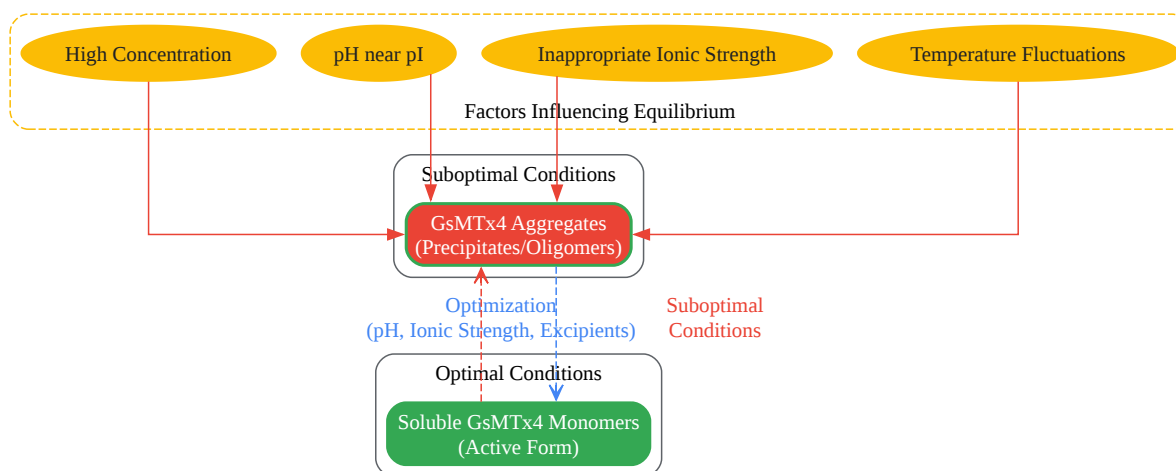 High Concentration
pH near pI
Inappropriate Ionic Strength
Temperature Fluctuations
Factors Influencing Equilibrium
Suboptimal Conditions
GsMTx4 Aggregates
(Precipitates/Oligomers)
Optimization
(pH, Ionic Strength, Excipients)
Suboptimal
Conditions
Optimal Conditions
Soluble GsMTx4 Monomers
(Active Form)